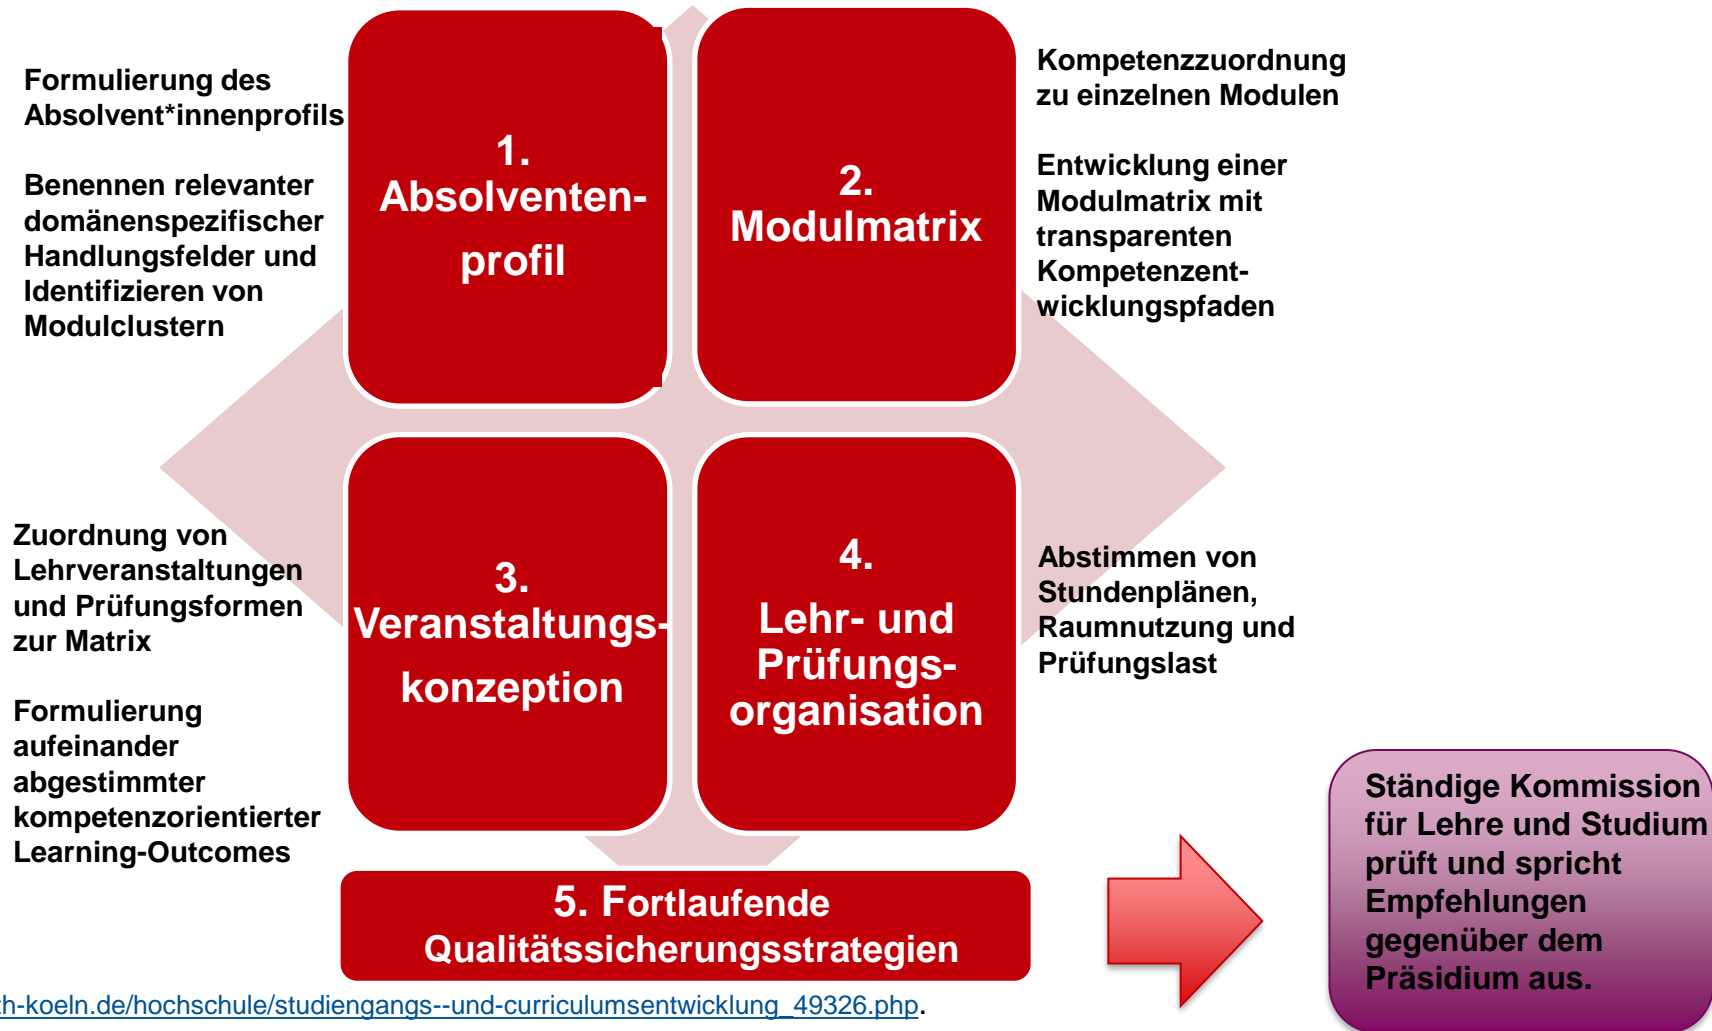 Formulierung des
Absolvent*innenprofils
Benennen relevanter
domänenspezifischer
Handlungsfelder und
Identifizieren von
Modulclustern
1.
Absolventen-
profil
2.
Modulmatrix
Kompetenzzuordnung
zu einzelnen Modulen
Entwicklung einer
Modulmatrix mit
transparenten
Kompetenzent-
wicklungspfaden
Zuordnung von
Lehrveranstaltungen
und Prüfungsformen
zur Matrix
Formulierung
aufeinander
abgestimmter
kompetenzorientierter
Learning-Outcomes
3.
Veranstaltungs-
konzeption
4.
Lehr- und
Prüfungs-
organisation
Abstimmen von
Stundenplänen,
Raumnutzung und
Prüfungslast
5. Fortlaufende
Qualitätssicherungsstrategien
Ständige Kommission
für Lehre und Studium
prüft und spricht
Empfehlungen
gegenüber dem
Präsidium aus.
th-koeln.de/hochschule/studiengangs--und-curriculumsentwicklung_49326.php.